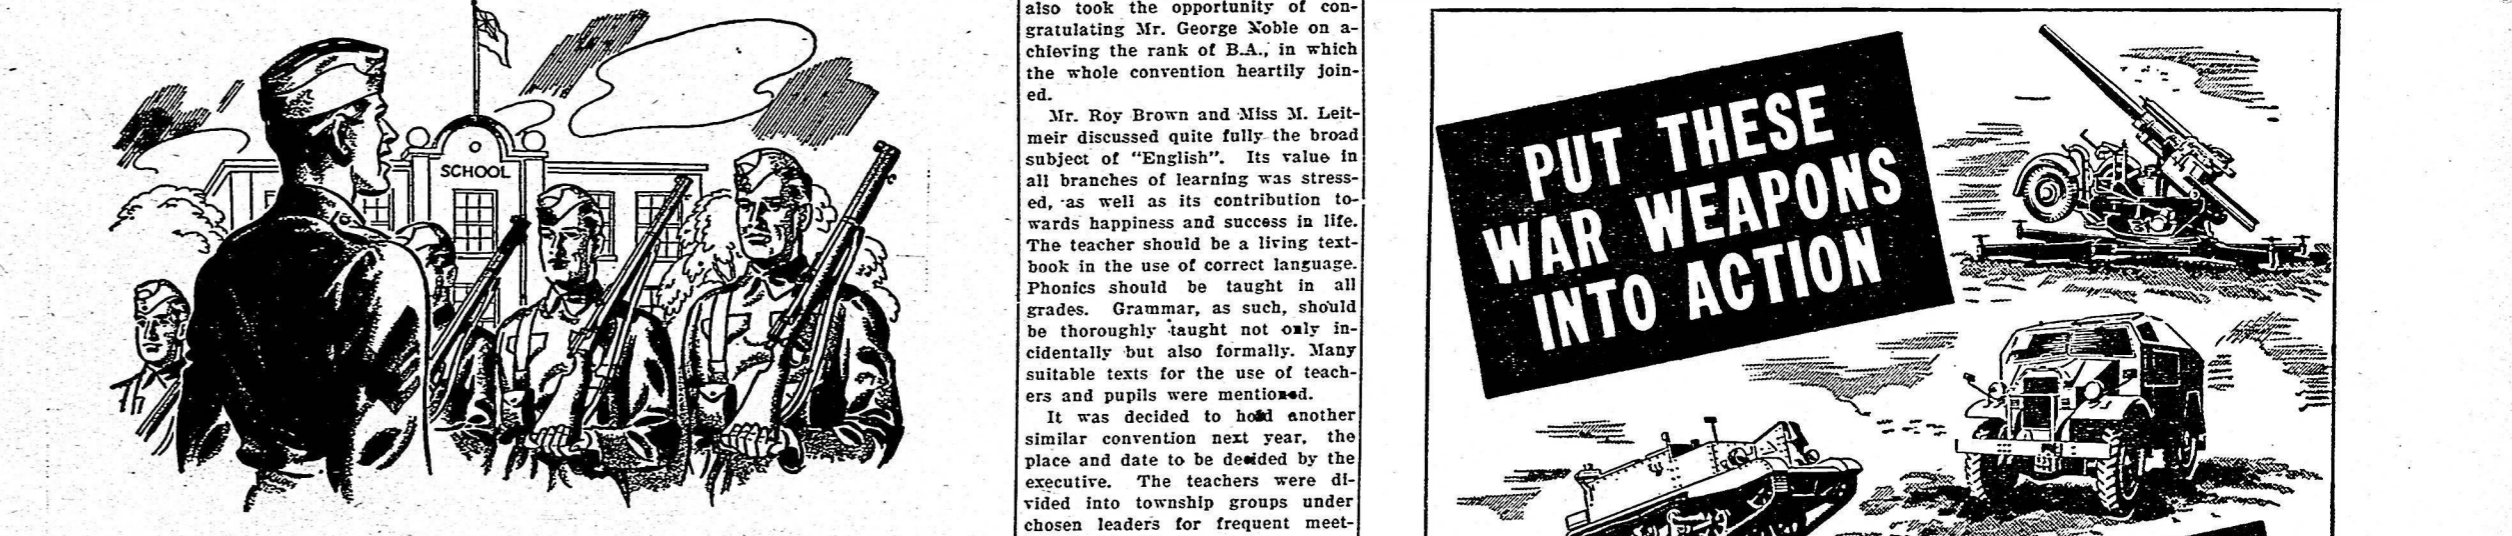 SCHOOL
also took the opportunity of con-
gratulating Mr. George Noble on a-
chieving the rank of B.A., in which
the whole convention heartily join-
ed.
Mr. Roy Brown and Miss M. Leit-
meir discussed quite fully the broad
subject of "English". Its value in
all branches of learning was stress-
ed, as well as its contribution to-
wards happiness and success in life.
The teacher should be a living text-
book in the use of correct language.
Phonics should be taught in all
grades. Grammar, as such, should
be thoroughly taught not only in-
cidentally but also formally. Many
suitable texts for the use of teach-
ers and pupils were mentioned.
It was decided to hold another
similar convention next year, the
place and date to be decided by the
executive. The teachers were di-
vided into township groups under
chosen leaders for frequent meet-
PUT THESE
WAR WEAPONS
INTO ACTION